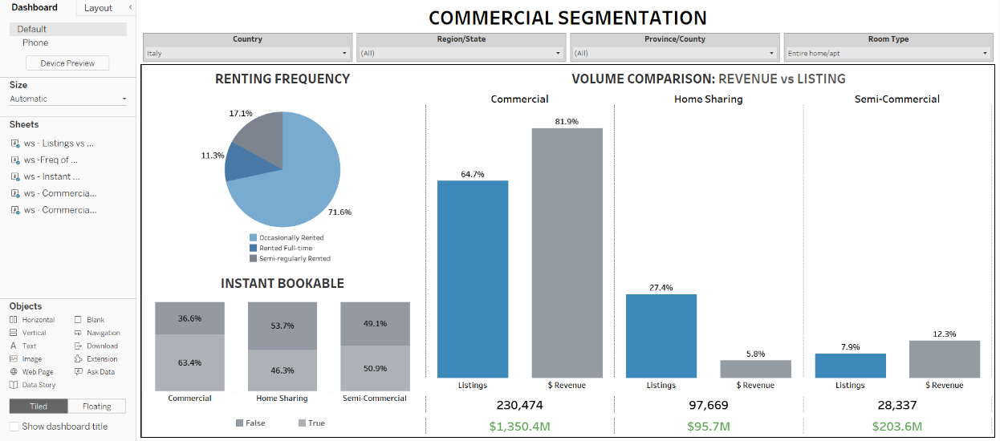 Dashboard
Layout
Default
Phone
Device Preview
Size
Automatic
Sheets
ws - Listings vs ...
ws -Freq of ...
ws - Instant ...
ws - Commercia...
ws - Commercia...
Objects
Horizontal Blank
Vertical Navigation
A Text Download
Image Extension
Web Page Ask Data
Data Story
Tiled Floating
Show dashboard title
COMMERCIAL SEGMENTATION
Country Region/State Province/County Room Type
Italy (All) (All) Entire home/apt
RENTING FREQUENCY
17.1%
11.3%
71.6%
Occasionally Rented
Rented Full-time
Semi-regularly Rented
INSTANT BOOKABLE
36.6% 53.7% 49.1%
63.4% 46.3% 50.9%
Commercial Home Sharing Semi-Commercial
False True
VOLUME COMPARISON: REVENUE vs LISTING
Commercial Home Sharing Semi-Commercial
81.9%
64.7%
27.4%
5.8%
7.9%
12.3%
Listings $ Revenue Listings $ Revenue Listings $ Revenue
230,474 97,669 28,337
$1,350.4M $95.7M $203.6M